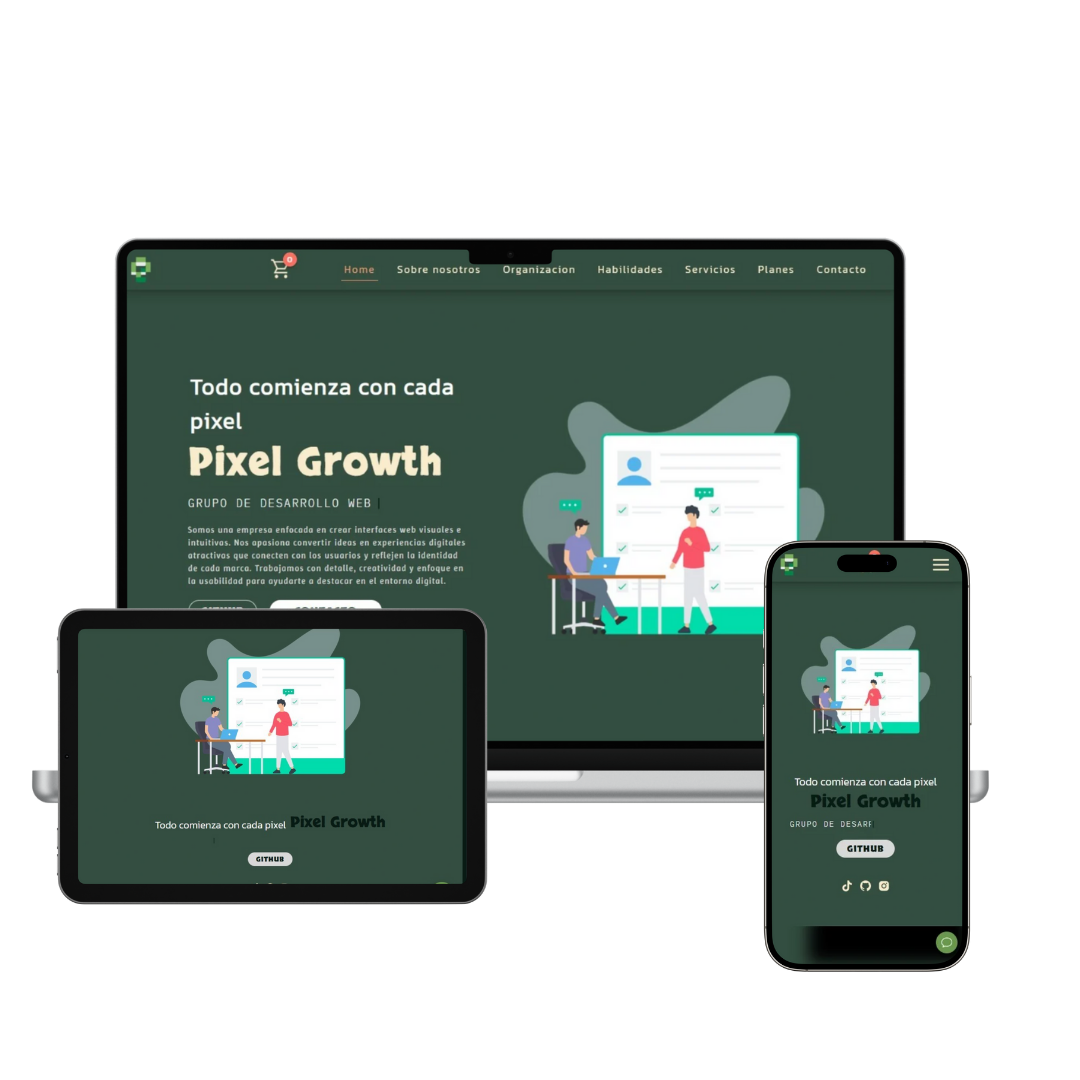 0
Home Sobre nosotros Organizacion Habilidades Servicios Planes Contacto
Todo comienza con cada
pixel
Pixel Growth
GRUPO DE DESARROLLO WEB
Somos una empresa enfocada en crear interfaces web visuales e
intuitivas. Nos apasiona convertir ideas en experiencias digitales
atractivas que conecten con los usuarios y reflejen la identidad
de cada marca. Trabajamos con detalle, creatividad y enfoque en
la usabilidad para ayudarte a destacar en el entorno digital.
GITHUB CONTACTO
Todo comienza con cada pixel Pixel Growth
GITHUB
Todo comienza con cada pixel
Pixel Growth
GRUPO DE DESARR
GITHUB